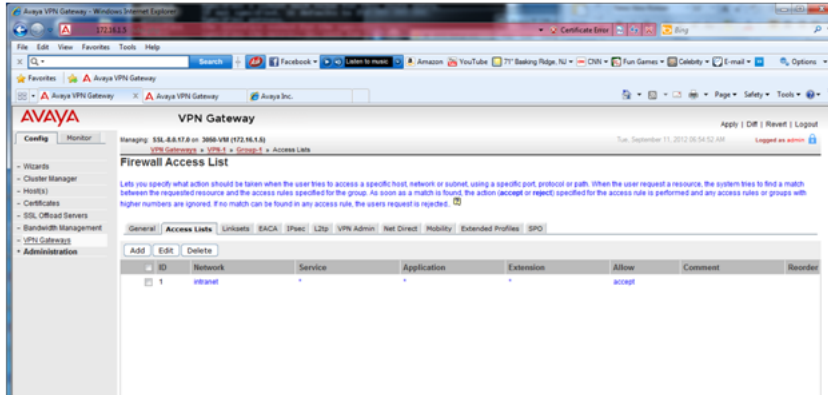 Avaya VPN Gateway - Windows Internet Explorer
172.16.1.5
Certificate Error
Bing
File Edit View Favorites Tools Help
Search
Facebook
Listen to music
Amazon
YouTube
71° Basking Ridge, NJ
CNN
Fun Games
Celebrity
E-mail
Options
Favorites
Avaya VPN Gateway
Avaya VPN Gateway
Avaya VPN Gateway
Avaya Inc.
Page Safety Tools
AVAYA
VPN Gateway
Apply | Diff | Revert | Logout
Config
Monitor
Managing: SSL-8.0.17.0 on 3050-VM (172.16.1.5)
Tue, September 11, 2012 06:54:52 AM
Logged as admin
VPN Gateways » VPN-1 » Group-1 » Access Lists
Firewall Access List
– Wizards
– Cluster Manager
– Host(s)
– Certificates
– SSL Offload Servers
– Bandwidth Management
– VPN Gateways
+ Administration
Lets you specify what action should be taken when the user tries to access a specific host, network or subnet, using a specific port, protocol or path. When the user request a resource, the system tries to find a match
between the requested resource and the access rules specified for the group. As soon as a match is found, the action (accept or reject) specified for the access rule is performed and any access rules or groups with
higher numbers are ignored. If no match can be found in any access rule, the users request is rejected.
General Access Lists Linksets EACA IPsec L2tp VPN Admin Net Direct Mobility Extended Profiles SPO
Add Edit Delete
ID Network Service Application Extension Allow Comment Reorder
1 intranet * * * accept